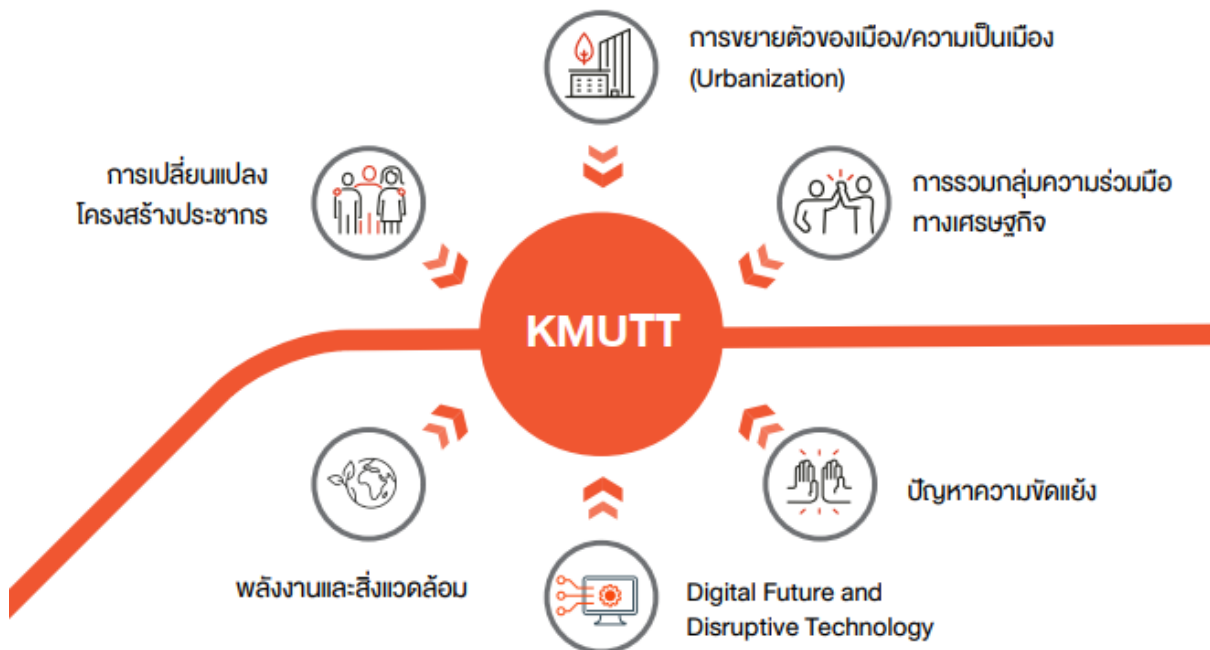 การขยายตัวของเมือง/ความเป็นเมือง
(Urbanization)
การเปลี่ยนแปลง
โครงสร้างประชากร
การรวมกลุ่มความร่วมมือ
ทางเศรษฐกิจ
KMUTT
พลังงานและสิ่งแวดล้อม
ปัญหาความขัดแย้ง
Digital Future and
Disruptive Technology